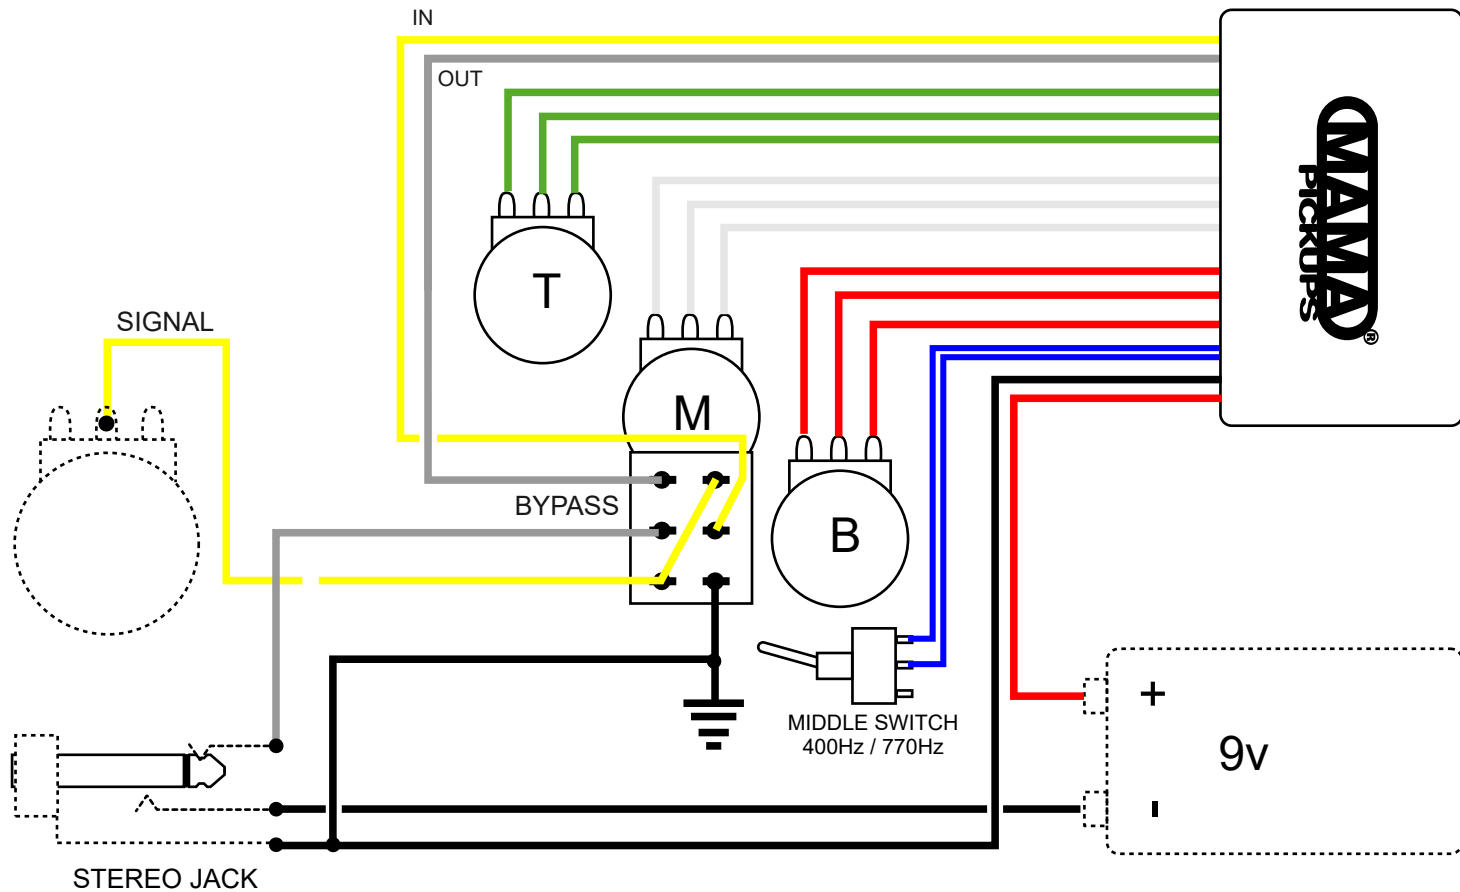 IN
OUT
MAMA
PICKUPS
®
T
SIGNAL
M
BYPASS
B
MIDDLE SWITCH
400Hz / 770Hz
+
9v
-
STEREO JACK